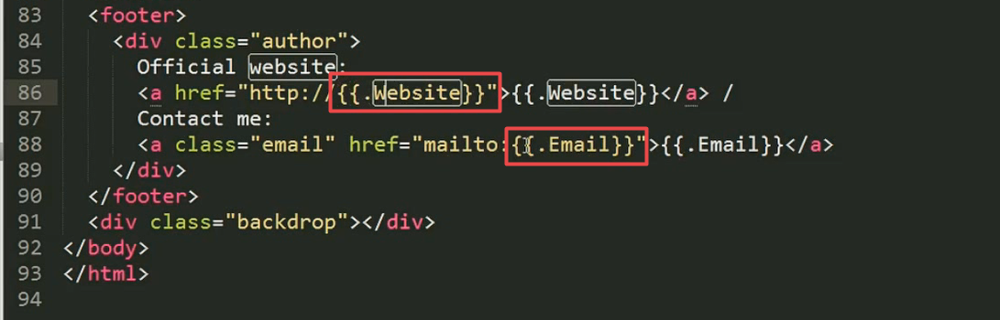 83 <footer>
84 <div class="author">
85 Official website:
86 <a href="http://{{.Website}}">{{.Website}}</a> /
87 Contact me:
88 <a class="email" href="mailto:{{.Email}}">{{.Email}}</a>
89 </div>
90 </footer>
91 <div class="backdrop"></div>
92 </body>
93 </html>
94